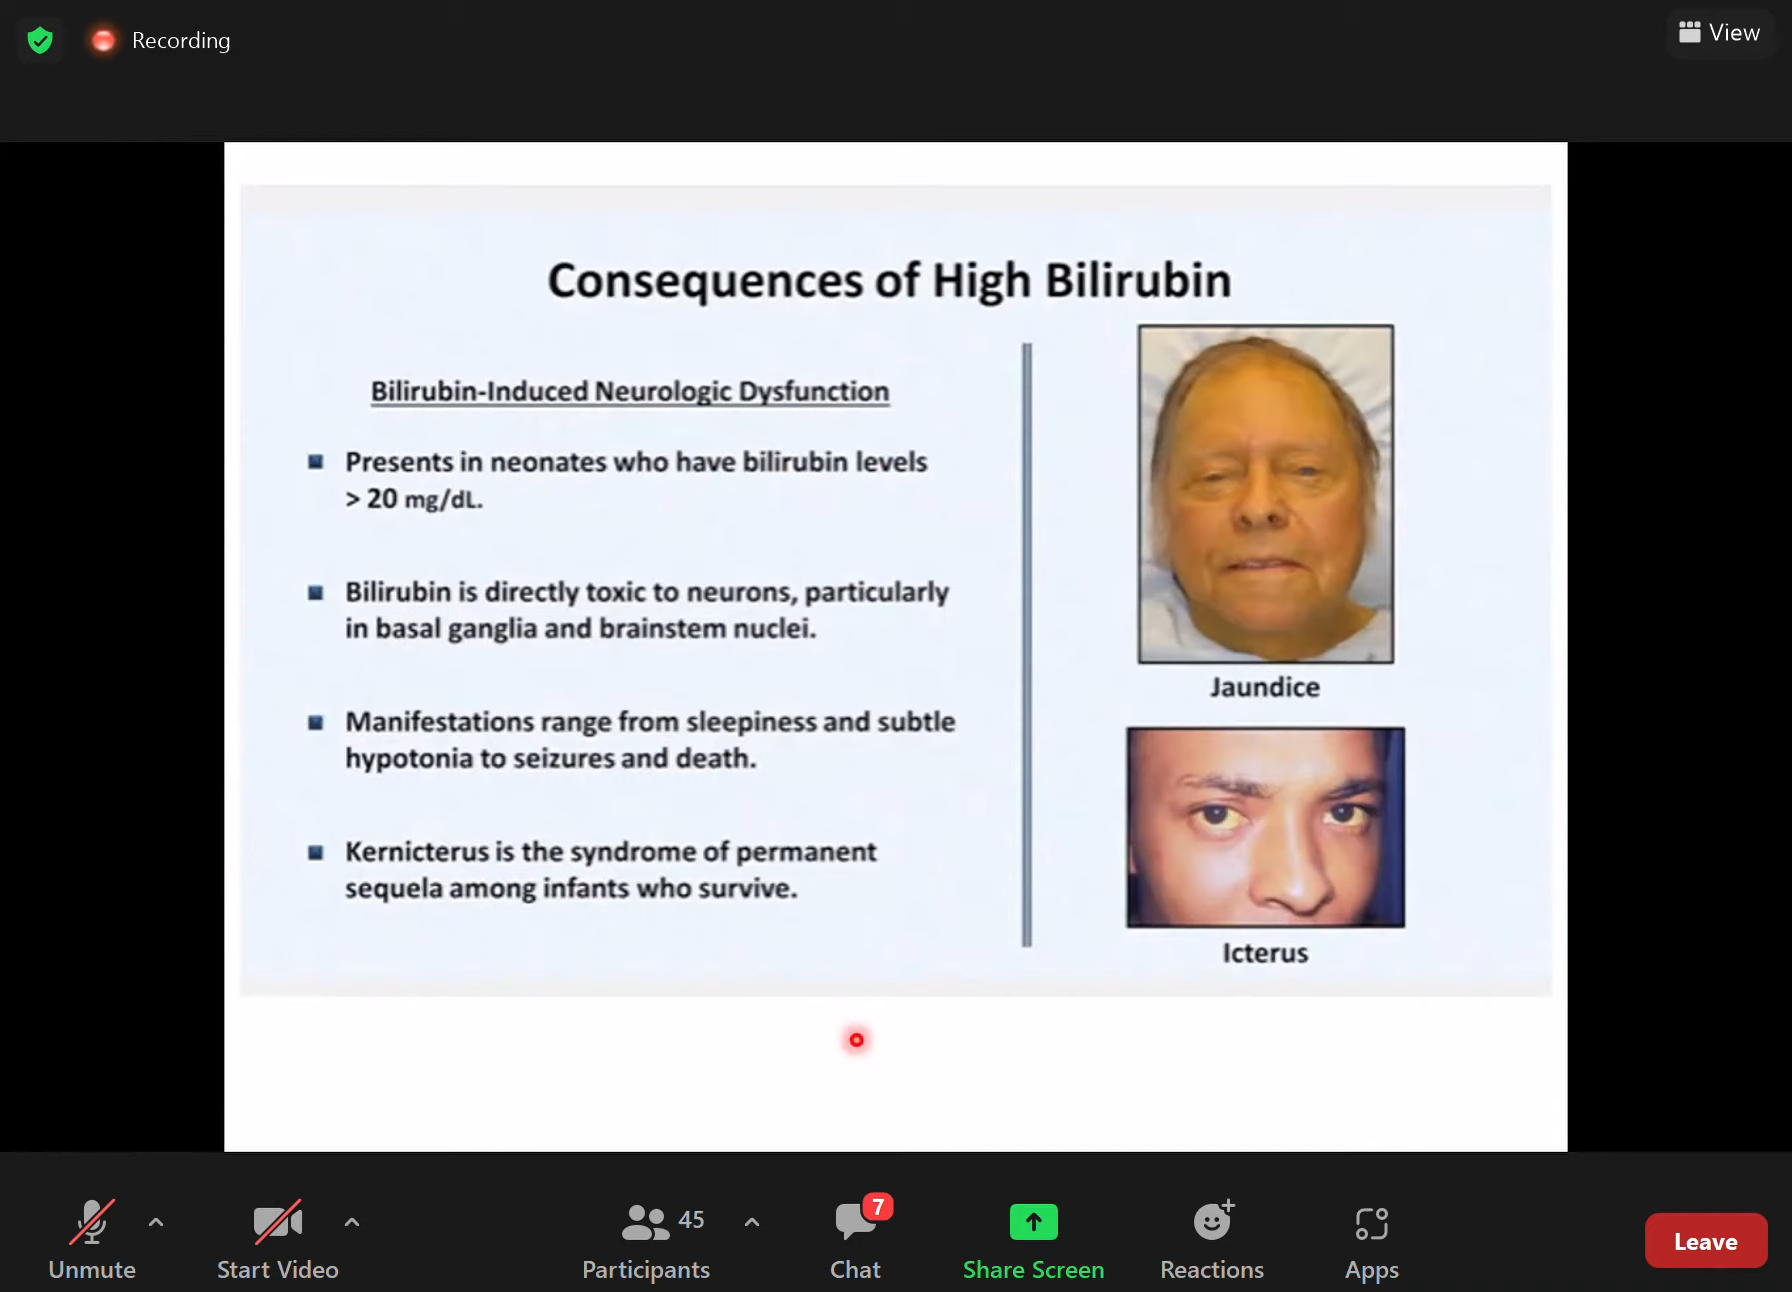 Recording
View
Consequences of High Bilirubin
Bilirubin-Induced Neurologic Dysfunction
Presents in neonates who have bilirubin levels
> 20 mg/dL.
Bilirubin is directly toxic to neurons, particularly
in basal ganglia and brainstem nuclei.
Manifestations range from sleepiness and subtle
hypotonia to seizures and death.
Kernicterus is the syndrome of permanent
sequela among infants who survive.
Jaundice
Icterus
Unmute
Start Video
45
Participants
7
Chat
Share Screen
Reactions
Apps
Leave